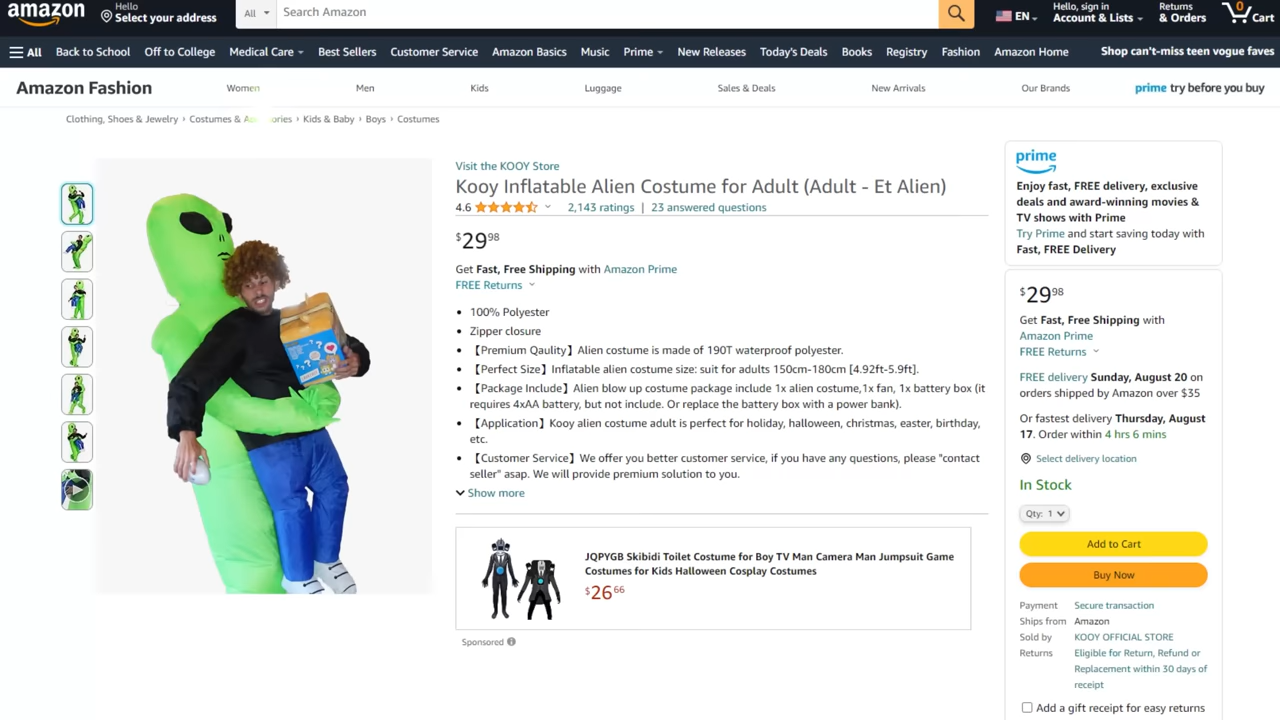 amazon
Hello
Select your address
All
Search Amazon
EN
Hello, sign in
Account & Lists
Returns
& Orders
0
Cart
All
Back to School
Off to College
Medical Care
Best Sellers
Customer Service
Amazon Basics
Music
Prime
New Releases
Today's Deals
Books
Registry
Fashion
Amazon Home
Shop can't-miss teen vogue faves
Amazon Fashion
Women
Men
Kids
Luggage
Sales & Deals
New Arrivals
Our Brands
prime try before you buy
Clothing, Shoes & Jewelry › Costumes & ories › Kids & Baby › Boys › Costumes
Visit the KOOY Store
Kooy Inflatable Alien Costume for Adult (Adult - Et Alien)
4.6
2,143 ratings | 23 answered questions
$29 98
Get Fast, Free Shipping with Amazon Prime
FREE Returns
• 100% Polyester
• Zipper closure
• 【Premium Qaulity】Alien costume is made of 190T waterproof polyester.
• 【Perfect Size】Inflatable alien costume size: suit for adults 150cm-180cm [4.92ft-5.9ft].
• 【Package Include】Alien blow up costume package include 1x alien costume,1x fan, 1x battery box (it
requires 4xAA battery, but not include. Or replace the battery box with a power bank).
• 【Application】Kooy alien costume adult is perfect for holiday, halloween, christmas, easter, birthday,
etc.
• 【Customer Service】We offer you better customer service, if you have any questions, please "contact
seller" asap. We will provide premium solution to you.
Show more
JQPYGB Skibidi Toilet Costume for Boy TV Man Camera Man Jumpsuit Game
Costumes for Kids Halloween Cosplay Costumes
$26 66
Sponsored
prime
Enjoy fast, FREE delivery, exclusive
deals and award-winning movies &
TV shows with Prime
Try Prime and start saving today with
Fast, FREE Delivery
$29 98
Get Fast, Free Shipping with
Amazon Prime
FREE Returns
FREE delivery Sunday, August 20 on
orders shipped by Amazon over $35
Or fastest delivery Thursday, August
17. Order within 4 hrs 6 mins
Select delivery location
In Stock
Qty: 1
Add to Cart
Buy Now
Payment Secure transaction
Ships from Amazon
Sold by KOOY OFFICIAL STORE
Returns Eligible for Return, Refund or
Replacement within 30 days of
receipt
Add a gift receipt for easy returns